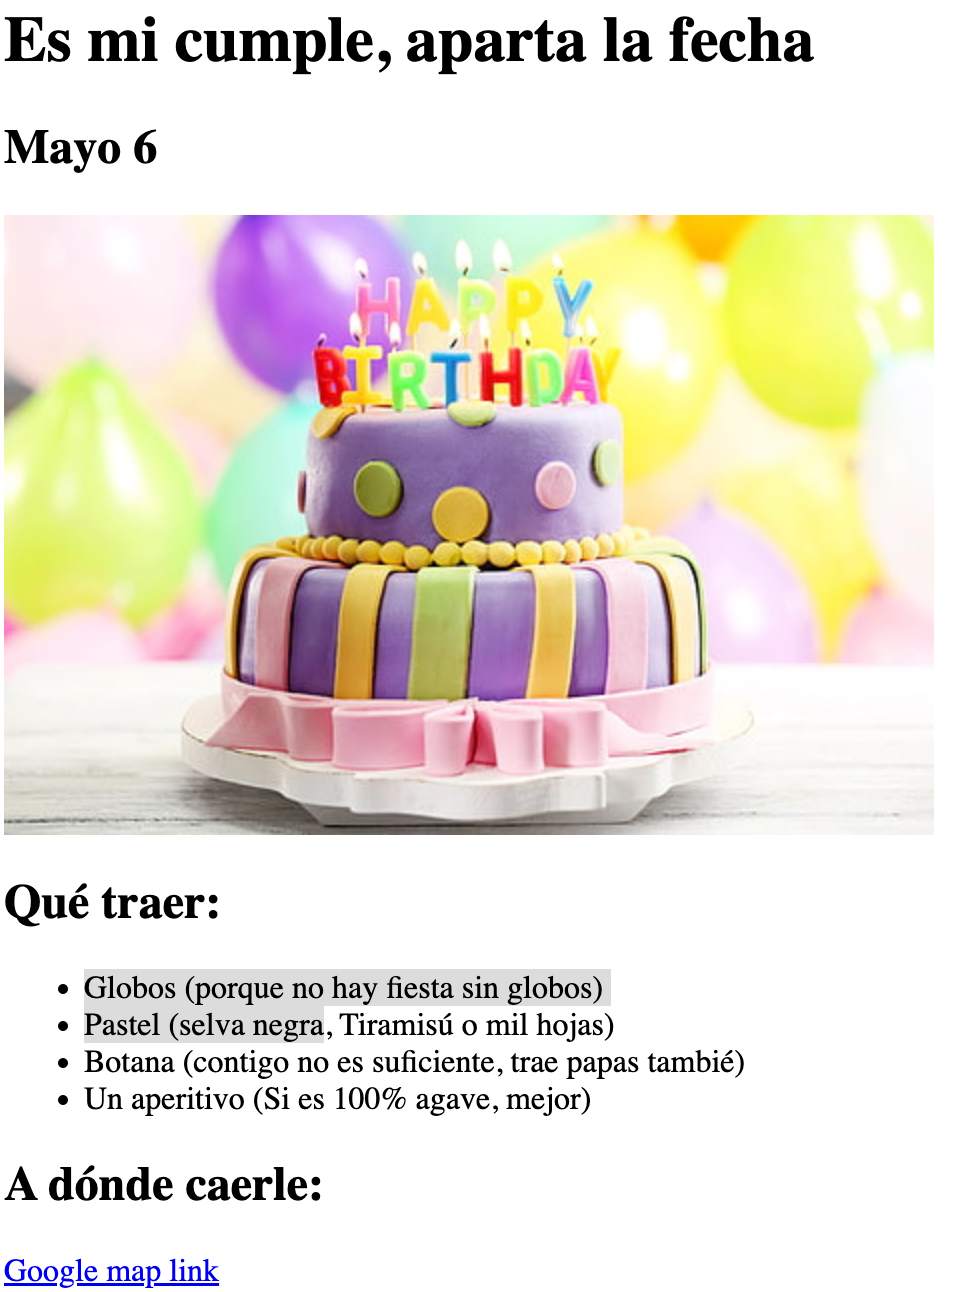 Es mi cumple, aparta la fecha
Mayo 6
HAPPY
BIRTHDAY
Qué traer:
• Globos (porque no hay fiesta sin globos)
• Pastel (selva negra, Tiramisú o mil hojas)
• Botana (contigo no es suficiente, trae papas tambié)
• Un aperitivo (Si es 100% agave, mejor)
A dónde caerle:
Google map link